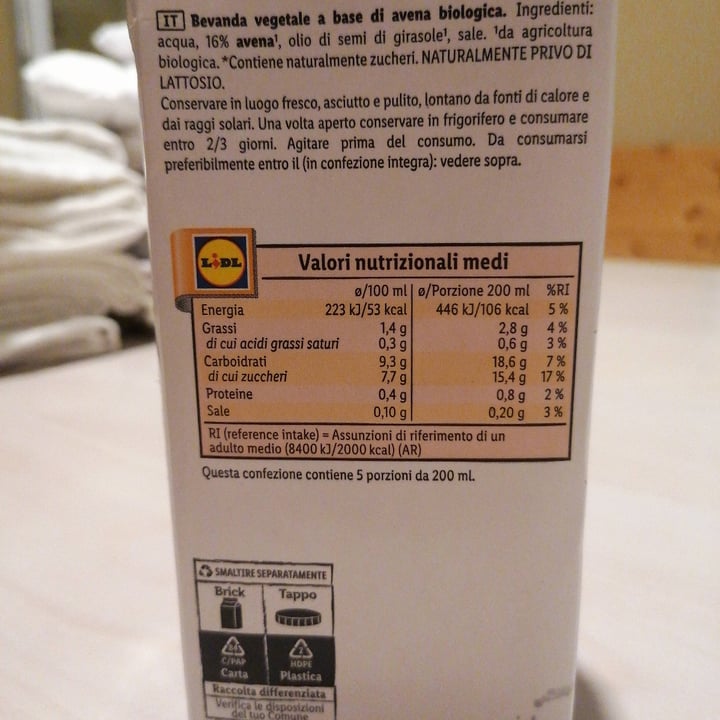 IT Bevanda vegetale a base di avena biologica. Ingredienti:
acqua, 16% avena¹, olio di semi di girasole¹, sale. ¹da agricoltura
biologica. *Contiene naturalmente zucheri. NATURALMENTE PRIVO DI
LATTOSIO.
Conservare in luogo fresco, asciutto e pulito, lontano da fonti di calore e
dai raggi solari. Una volta aperto conservare in frigorifero e consumare
entro 2/3 giorni. Agitare prima del consumo. Da consumarsi
preferibilmente entro il (in confezione integra): vedere sopra.
LIDL
Valori nutrizionali medi
ø/100 ml ø/Porzione 200 ml %RI
Energia 223 kJ/53 kcal 446 kJ/106 kcal 5 %
Grassi 1,4 g 2,8 g 4 %
di cui acidi grassi saturi 0,3 g 0,6 g 3 %
Carboidrati 9,3 g 18,6 g 7 %
di cui zuccheri 7,7 g 15,4 g 17 %
Proteine 0,4 g 0,8 g 2 %
Sale 0,10 g 0,20 g 3 %
RI (reference intake) = Assunzioni di riferimento di un
adulto medio (8400 kJ/2000 kcal) (AR)
Questa confezione contiene 5 porzioni da 200 ml.
SMALTIRE SEPARATAMENTE
Brick Tappo
84 2
C/PAP HDPE
Carta Plastica
Raccolta differenziata
Verifica le disposizioni
del tuo Comune